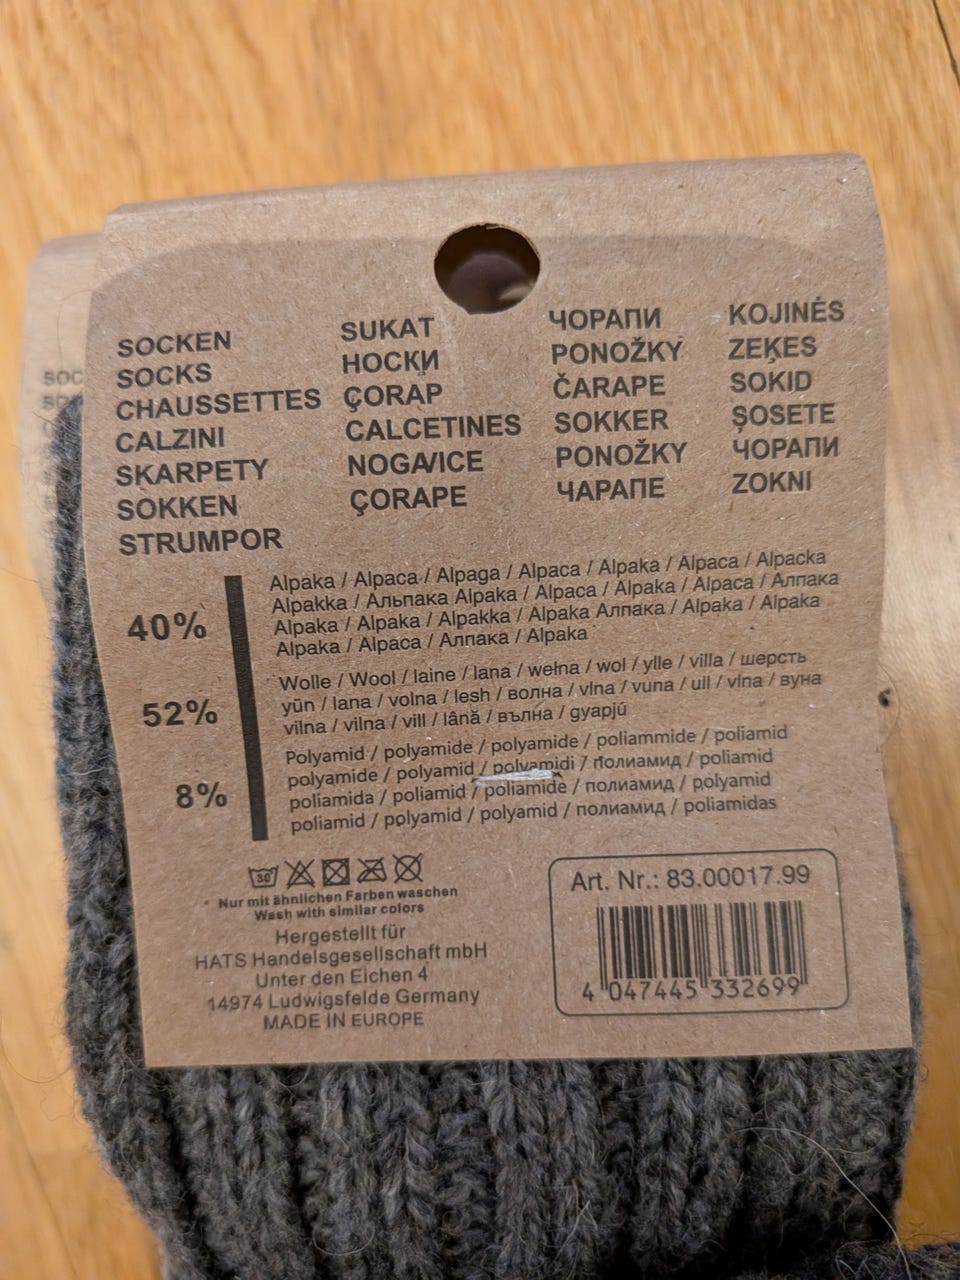 SOCKEN
SOCKS
CHAUSSETTES
CALZINI
SKARPETY
SOKKEN
STRUMPOR
SUKAT
НОСКИ
ÇORAP
CALCETINES
NOGAVICE
ÇORAPE
ЧОРАПИ
PONOŽKY
ČARAPE
SOKKER
PONOŽKY
ЧАРАПЕ
KOJINĖS
ZEĶES
SOKID
ŞOSETE
ЧОРАПИ
ZOKNI
40%
Alpaka / Alpaca / Alpaga / Alpaca / Alpaka / Alpaca / Alpacka
Alpakka / Альпака Alpaka / Alpaca / Alpaka / Alpaca / Алпака
Alpaka / Alpaka / Alpakka / Alpaka Алпака / Alpaka / Alpaka
Alpaka / Alpaca / Алпака / Alpaka
52%
Wolle / Wool / laine / lana / wełna / wol / ylle / villa / шерсть
yün / lana / volna / lesh / волна / vlna / vuna / ull / vlna / вуна
vilna / vilna / vill / lână / вълна / gyapjú
8%
Polyamid / polyamide / polyamide / poliammide / poliamid
polyamide / polyamid / polyamidi / Полиамид / poliamid
poliamida / poliamid / poliamide / полиамид / polyamid
poliamid / polyamid / polyamid / полиамид / poliamidas
30
Nur mit ähnlichen Farben waschen
Wash with similar colors
Hergestellt für
HATS Handelsgesellschaft mbH
Unter den Eichen 4
14974 Ludwigsfelde Germany
MADE IN EUROPE
Art. Nr.: 83.00017.99
4 047445 332699
SOC